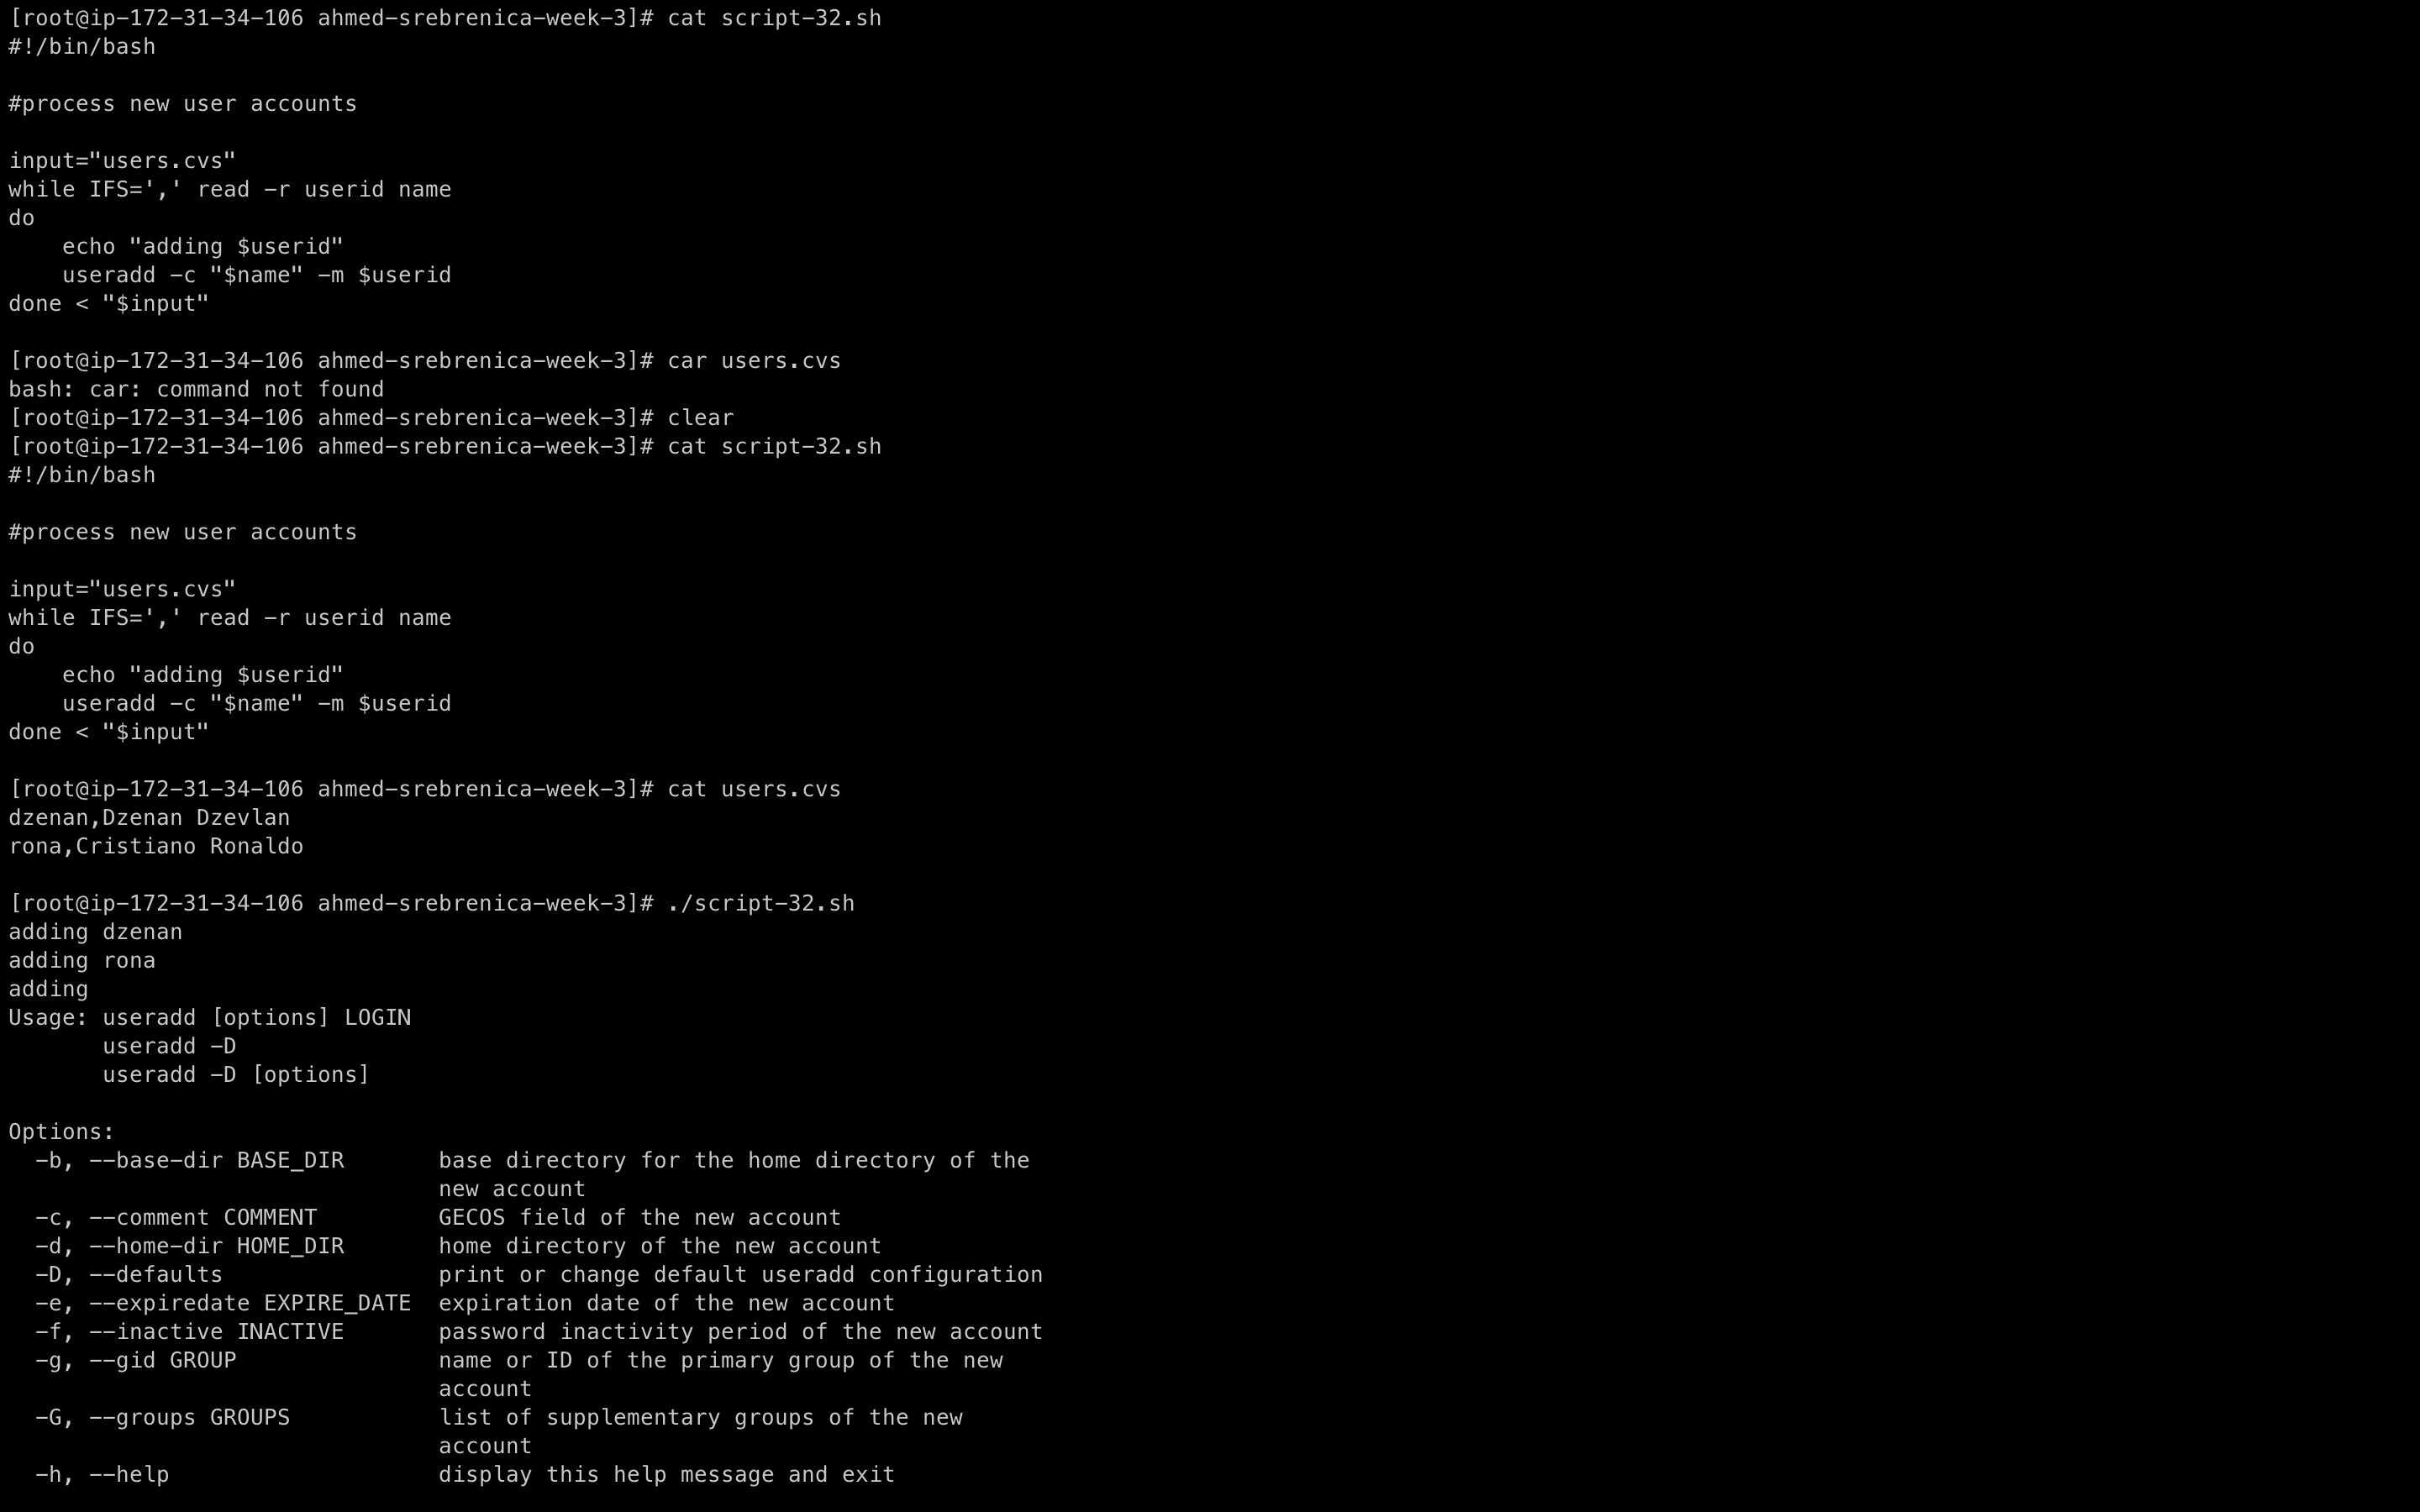 [root@ip-172-31-34-106 ahmed-srebrenica-week-3]# cat script-32.sh
#!/bin/bash

#process new user accounts

input="users.cvs"
while IFS=',' read -r userid name
do
    echo "adding $userid"
    useradd -c "$name" -m $userid
done < "$input"

[root@ip-172-31-34-106 ahmed-srebrenica-week-3]# car users.cvs
bash: car: command not found
[root@ip-172-31-34-106 ahmed-srebrenica-week-3]# clear
[root@ip-172-31-34-106 ahmed-srebrenica-week-3]# cat script-32.sh
#!/bin/bash

#process new user accounts

input="users.cvs"
while IFS=',' read -r userid name
do
    echo "adding $userid"
    useradd -c "$name" -m $userid
done < "$input"

[root@ip-172-31-34-106 ahmed-srebrenica-week-3]# cat users.cvs
dzenan,Dzenan Dzevlan
rona,Cristiano Ronaldo

[root@ip-172-31-34-106 ahmed-srebrenica-week-3]# ./script-32.sh
adding dzenan
adding rona
adding
Usage: useradd [options] LOGIN
       useradd -D
       useradd -D [options]

Options:
  -b, --base-dir BASE_DIR       base directory for the home directory of the
                                new account
  -c, --comment COMMENT         GECOS field of the new account
  -d, --home-dir HOME_DIR       home directory of the new account
  -D, --defaults                print or change default useradd configuration
  -e, --expiredate EXPIRE_DATE  expiration date of the new account
  -f, --inactive INACTIVE       password inactivity period of the new account
  -g, --gid GROUP               name or ID of the primary group of the new
                                account
  -G, --groups GROUPS           list of supplementary groups of the new
                                account
  -h, --help                    display this help message and exit